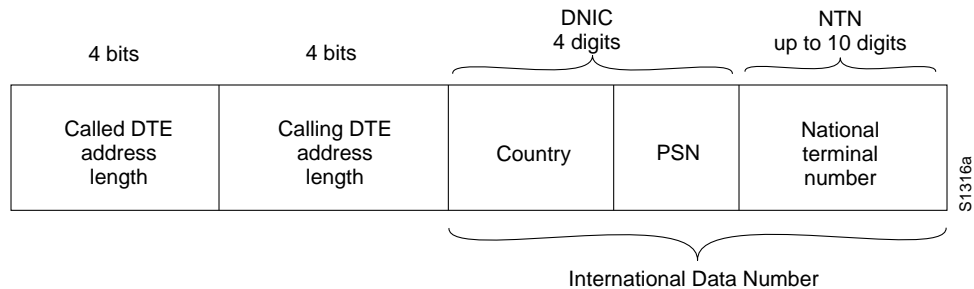 DNIC
4 digits
NTN
up to 10 digits
4 bits
4 bits
Called DTE
address
length
Calling DTE
address
length
Country
PSN
National
terminal
number
S1316a
International Data Number